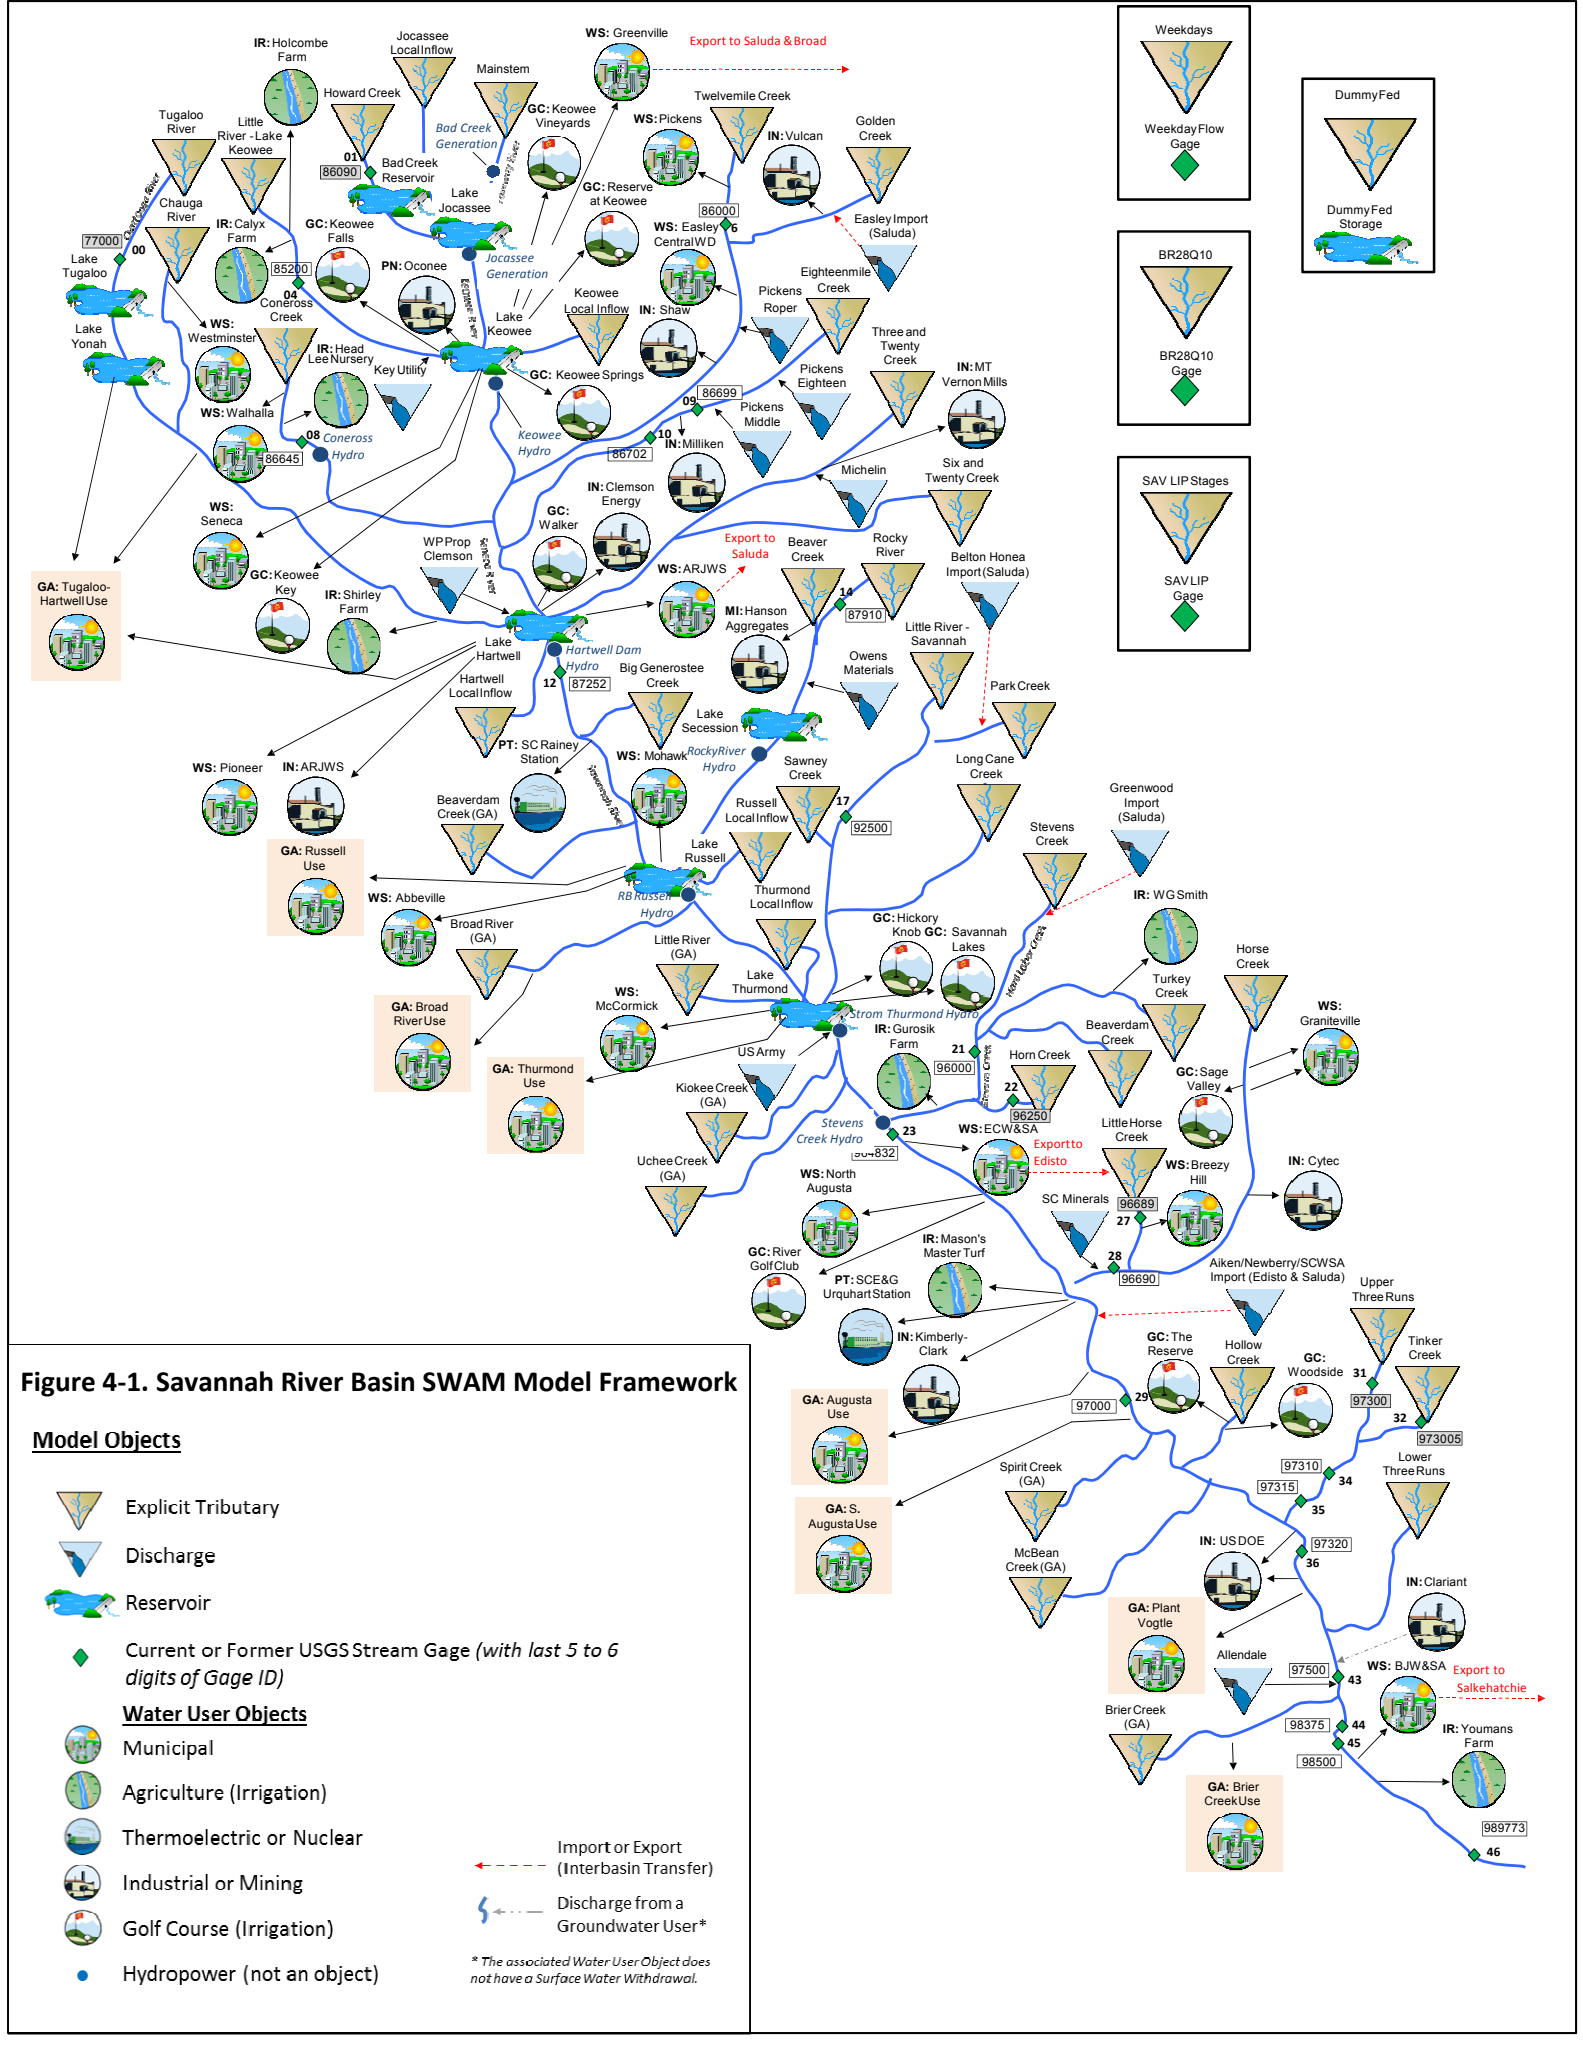 WS: Greenville
Export to Saluda & Broad
IR: Holcombe
Farm
Jocassee
Local Inflow
Mainstem
Howard Creek
Tugaloo
River
Little
River - Lake
Keowee
Bad Creek
Generation
GC: Keowee
Vineyards
WS: Pickens
Twelvemile Creek
IN: Vulcan
Golden
Creek
01
86090
Bad Creek
Reservoir
Lake
Jocassee
GC: Reserve
at Keowee
86000
6
Easley Import
(Saluda)
Chauga
River
IR: Calyx
Farm
GC: Keowee
Falls
WS: Easley
Central WD
77000
00
Lake
Tugaloo
85200
04
PN: Oconee
Jocassee
Generation
Keowee
Local Inflow
Eighteenmile
Creek
Coneross
Creek
Lake
Keowee
IN: Shaw
Pickens
Roper
Three and
Twenty
Creek
Lake
Yonah
WS:
Westminster
IR: Head
Lee Nursery
Key Utility
GC: Keowee Springs
Pickens
Eighteen
IN: MT
Vernon Mills
86699
09
Pickens
Middle
WS: Walhalla
08
Coneross
Hydro
86645
Keowee
Hydro
10
86702
IN: Milliken
Michelin
Six and
Twenty Creek
WS:
Seneca
IN: Clemson
Energy
GC:
Walker
WP Prop
Clemson
Export to
Saluda
Beaver
Creek
Rocky
River
Belton Honea
Import (Saluda)
GA: Tugaloo-
Hartwell Use
GC: Keowee
Key
IR: Shirley
Farm
WS: ARJWS
14
87910
MI: Hanson
Aggregates
Little River -
Savannah
Lake
Hartwell
Hartwell Dam
Hydro
12
87252
Big Generostee
Creek
Owens
Materials
Hartwell
Local Inflow
Park Creek
Lake
Secession
PT: SC Rainey
Station
WS: Mohawk
Rocky River
Hydro
WS: Pioneer
IN: ARJWS
Sawney
Creek
Long Cane
Creek
Beaverdam
Creek (GA)
Savannah River
Russell
Local Inflow
17
92500
Greenwood
Import
(Saluda)
Stevens
Creek
GA: Russell
Use
Lake
Russell
RB Russell
Hydro
Thurmond
Local Inflow
WS: Abbeville
IR: WG Smith
Broad River
(GA)
Little River
(GA)
GC: Hickory
Knob
GC: Savannah
Lakes
Horse
Creek
Lake
Thurmond
Turkey
Creek
GA: Broad
River Use
WS:
McCormick
Strom Thurmond Hydro
WS:
Graniteville
IR: Gurosik
Farm
Beaverdam
Creek
US Army
21
96000
Stevens Creek
Horn Creek
GA: Thurmond
Use
Kiokee Creek
(GA)
22
96250
GC: Sage
Valley
Stevens
Creek Hydro
23
WS: ECW&SA
Little Horse
Creek
Export to
Edisto
Uchee Creek
(GA)
WS: North
Augusta
WS: Breezy
Hill
IN: Cytec
96689
27
SC Minerals
GC: River
Golf Club
IR: Mason's
Master Turf
28
96690
Aiken/Newberry/SCWSA
Import (Edisto & Saluda)
PT: SCE&G
Urquhart Station
Upper
Three Runs
IN: Kimberly-
Clark
GC: The
Reserve
Hollow
Creek
GC:
Woodside
Tinker
Creek
31
97300
GA: Augusta
Use
97000
29
32
973005
Spirit Creek
(GA)
97310
34
Lower
Three Runs
97315
35
GA: S.
Augusta Use
IN: US DOE
97320
36
McBean
Creek (GA)
IN: Clariant
GA: Plant
Vogtle
Allendale
97500
43
WS: BJW&SA
Export to
Salkehatchie
Brier Creek
(GA)
98375
44
45
98500
IR: Youmans
Farm
GA: Brier
Creek Use
989773
46
Weekdays
Weekday Flow
Gage
BR28Q10
BR28Q10
Gage
SAV LIP Stages
SAV LIP
Gage
Dummy Fed
Dummy Fed
Storage
Figure 4-1. Savannah River Basin SWAM Model Framework
Model Objects
Explicit Tributary
Discharge
Reservoir
Current or Former USGS Stream Gage (with last 5 to 6
digits of Gage ID)
Water User Objects
Municipal
Agriculture (Irrigation)
Thermoelectric or Nuclear
Industrial or Mining
Golf Course (Irrigation)
Hydropower (not an object)
Import or Export
(Interbasin Transfer)
Discharge from a
Groundwater User*
* The associated Water User Object does
not have a Surface Water Withdrawal.